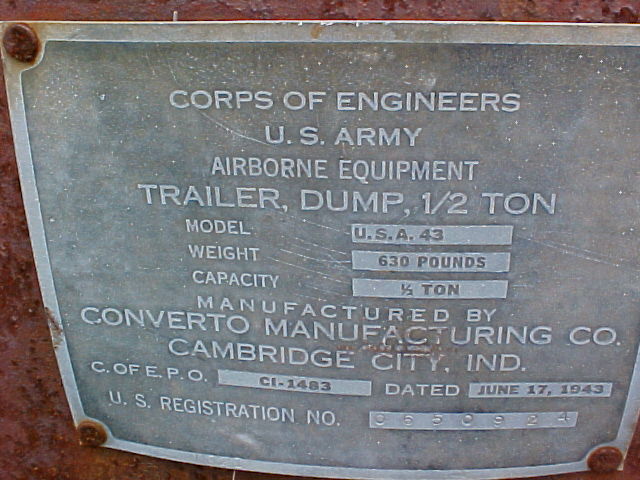 CORPS OF ENGINEERS
U. S. ARMY
AIRBORNE EQUIPMENT
TRAILER, DUMP, 1/2 TON
MODEL U.S.A. 43
WEIGHT 630 POUNDS
CAPACITY ½ TON
MANUFACTURED BY
CONVERTO MANUFACTURING CO.
CAMBRIDGE CITY, IND.
C. OF E. P. O. CI-1483 DATED JUNE 17, 1943
U. S. REGISTRATION NO. 0650924